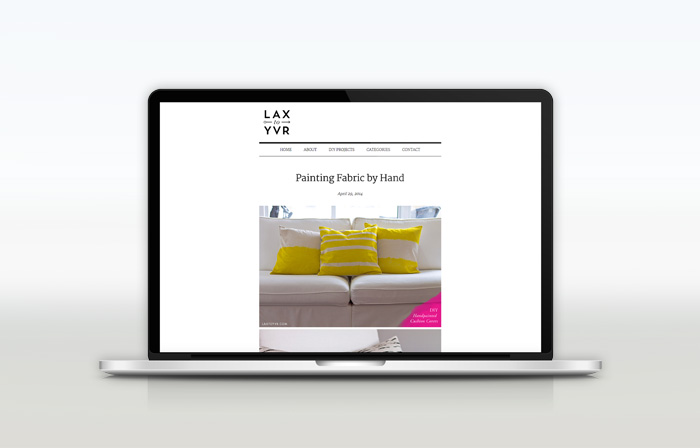 LAX
to
YVR
HOME ABOUT DIY PROJECTS CATEGORIES CONTACT
Painting Fabric by Hand
April 22, 2014
DIY
Handpainted
Cushion Covers
LAXTOYVR.COM